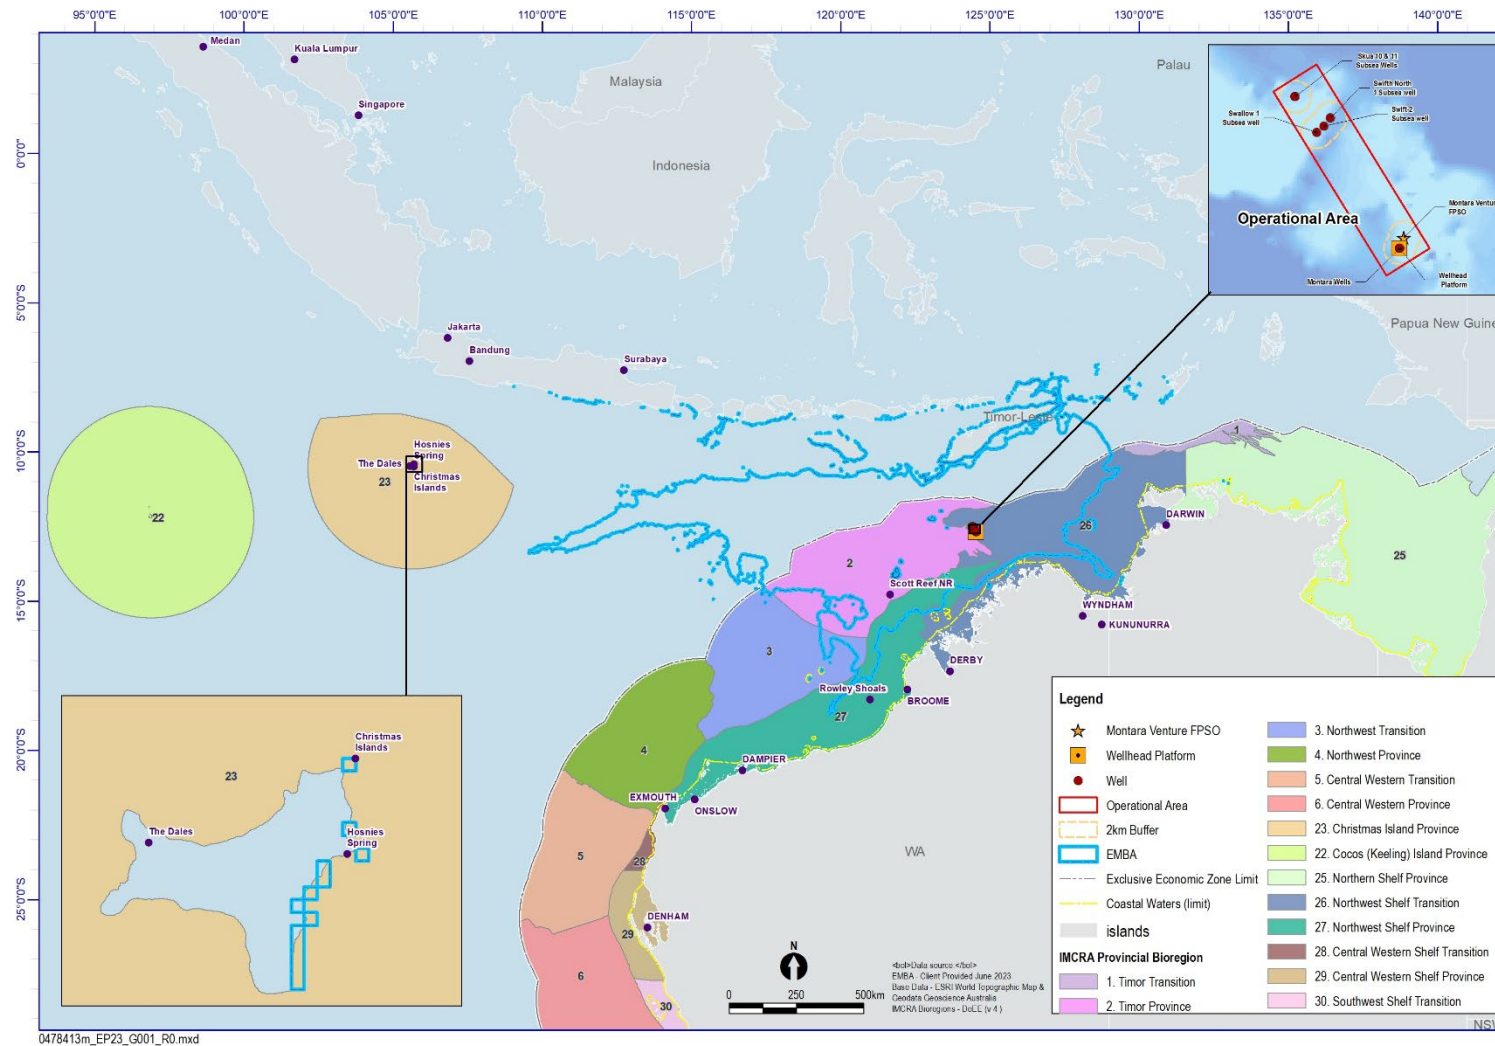 95°0'0"E
100°0'0"E
105°0'0"E
110°0'0"E
115°0'0"E
120°0'0"E
125°0'0"E
130°0'0"E
135°0'0"E
140°0'0"E
0°0'0"
5°0'0"S
10°0'0"S
15°0'0"S
20°0'0"S
25°0'0"S
Medan
Kuala Lumpur
Singapore
Malaysia
Indonesia
Palau
Papua New Guine
Jakarta
Bandung
Surabaya
Timor-Leste
Skua 10 & 11
Subsea Wells
Swifth North
1 Subsea well
Swift-2
Subsea well
Swallow 1
Subsea well
Operational Area
Montara Ventur
FPSO
Montara Wells
Wellhead
Platform
Hosnies
Spring
The Dales
Christmas
Islands
23
22
1
2
3
4
5
6
25
26
27
28
29
30
DARWIN
Scott Reef NR
WYNDHAM
KUNUNURRA
DERBY
Rowley Shoals
BROOME
DAMPIER
EXMOUTH
ONSLOW
DENHAM
WA
NSW
23
Christmas
Islands
The Dales
Hosnies
Spring
N
0
250
500km
<bol>Data source </bol>
EMBA - Client Provided June 2023
Base Data - ESRI World Topographic Map &
Geodata Geoscience Australia
IMCRA Bioregions - DoEE (v 4 )
Legend
Montara Venture FPSO
Wellhead Platform
Well
Operational Area
2km Buffer
EMBA
Exclusive Economic Zone Limit
Coastal Waters (limit)
islands
IMCRA Provincial Bioregion
1. Timor Transition
2. Timor Province
3. Northwest Transition
4. Northwest Province
5. Central Western Transition
6. Central Western Province
23. Christmas Island Province
22. Cocos (Keeling) Island Province
25. Northern Shelf Province
26. Northwest Shelf Transition
27. Northwest Shelf Province
28. Central Western Shelf Transition
29. Central Western Shelf Province
30. Southwest Shelf Transition
0478413m_EP23_G001_R0.mxd